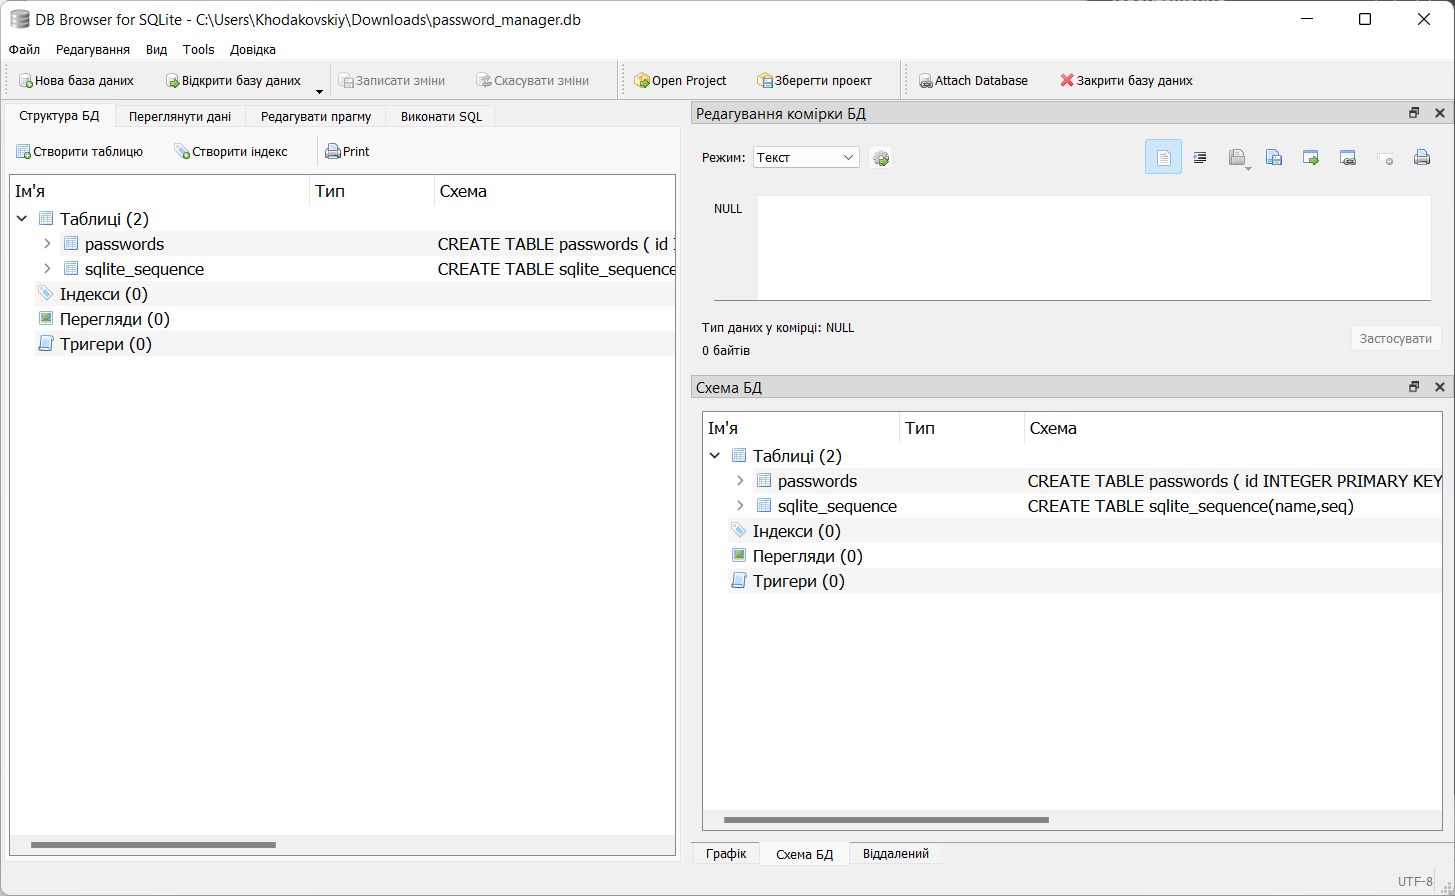 DB Browser for SQLite - C:\Users\Khodakovskiy\Downloads\password_manager.db
Файл Редагування Вид Tools Довідка
Нова база даних Відкрити базу даних Записати зміни Скасувати зміни Open Project Зберегти проект Attach Database Закрити базу даних
Структура БД Переглянути дані Редагувати прагму Виконати SQL
Створити таблицю Створити індекс Print
Ім'я Тип Схема
Таблиці (2)
passwords CREATE TABLE passwords ( id I
sqlite_sequence CREATE TABLE sqlite_sequence
Індекси (0)
Перегляди (0)
Тригери (0)
Редагування комірки БД
Режим: Текст
NULL
Тип даних у комірці: NULL
0 байтів
Застосувати
Схема БД
Ім'я Тип Схема
Таблиці (2)
passwords CREATE TABLE passwords ( id INTEGER PRIMARY KEY
sqlite_sequence CREATE TABLE sqlite_sequence(name,seq)
Індекси (0)
Перегляди (0)
Тригери (0)
Графік Схема БД Віддалений
UTF-8